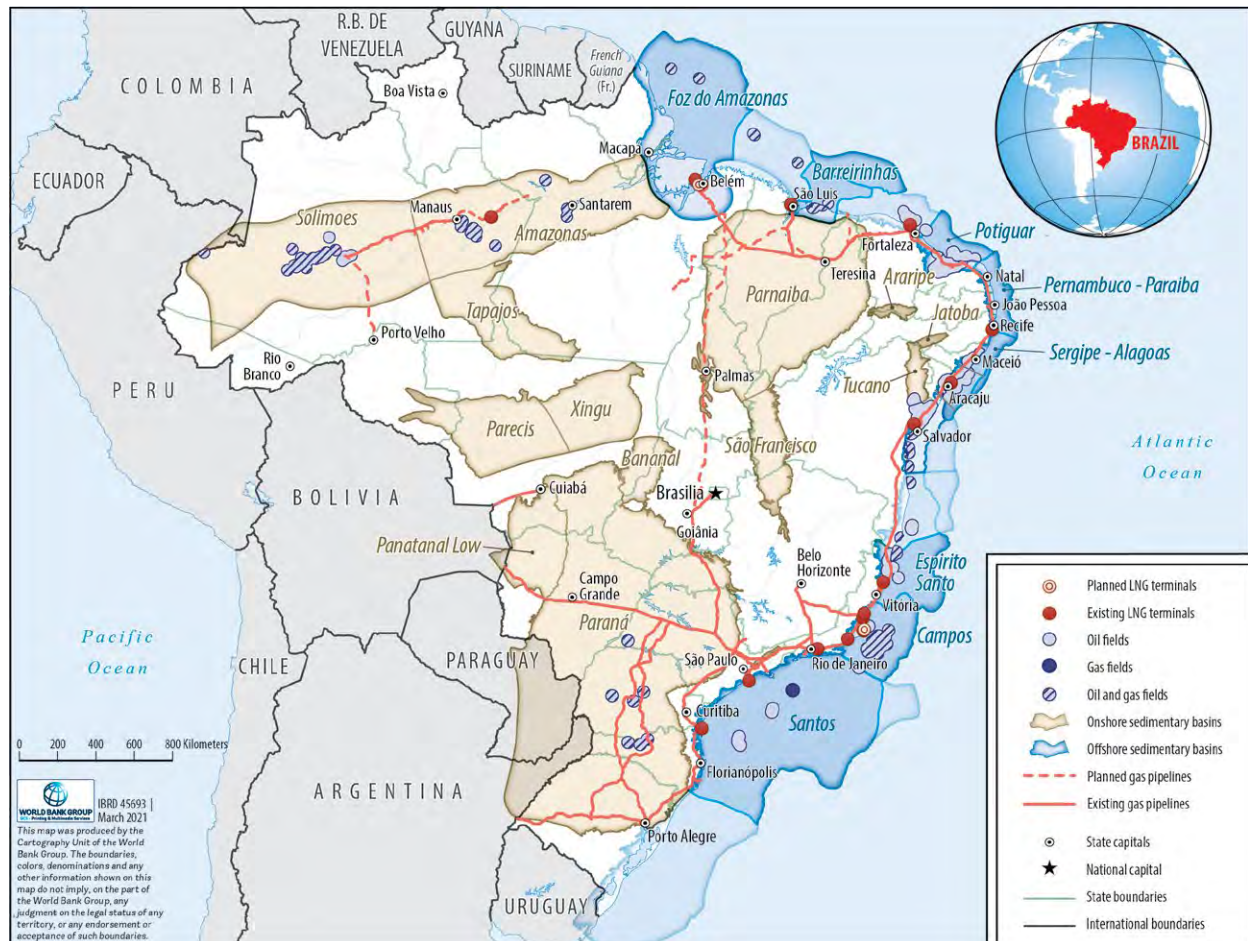 R.B. DE
VENEZUELA
GUYANA
SURINAME
French
Guiana
(Fr.)
COLOMBIA
Boa Vista
Foz do Amazonas
BRAZIL
ECUADOR
Macapa
Barreirinhas
Belém
São Luis
Solimoes
Manaus
Santarem
Amazonas
Fortaleza
Potiguar
Teresina
Araripe
Natal
Parnaiba
Pernambuco - Paraiba
João Pessoa
Jatoba
Recife
Tapajos
Porto Velho
Sergipe - Alagoas
Rio
Branco
Maceió
PERU
Palmas
Tucano
Aracaju
Xingu
Parecis
São Francisco
Salvador
Atlantic
Ocean
Bananal
BOLIVIA
Cuiabá
Brasilia
Goiânia
Panatanal Low
Belo
Horizonte
Espírito
Santo
Campo
Grande
Vitória
Paraná
Campos
Pacific
Ocean
CHILE
PARAGUAY
São Paulo
Rio de Janeiro
Curitiba
Santos
Florianópolis
ARGENTINA
Porto Alegre
URUGUAY
0 200 400 600 800 Kilometers
WORLD BANK GROUP
Printing & Multimedia Services
IBRD 45693 |
March 2021
This map was produced by the
Cartography Unit of the World
Bank Group. The boundaries,
colors, denominations and any
other information shown on this
map do not imply, on the part of
the World Bank Group, any
judgment on the legal status of any
territory, or any endorsement or
acceptance of such boundaries.
Planned LNG terminals
Existing LNG terminals
Oil fields
Gas fields
Oil and gas fields
Onshore sedimentary basins
Offshore sedimentary basins
Planned gas pipelines
Existing gas pipelines
State capitals
National capital
State boundaries
International boundaries